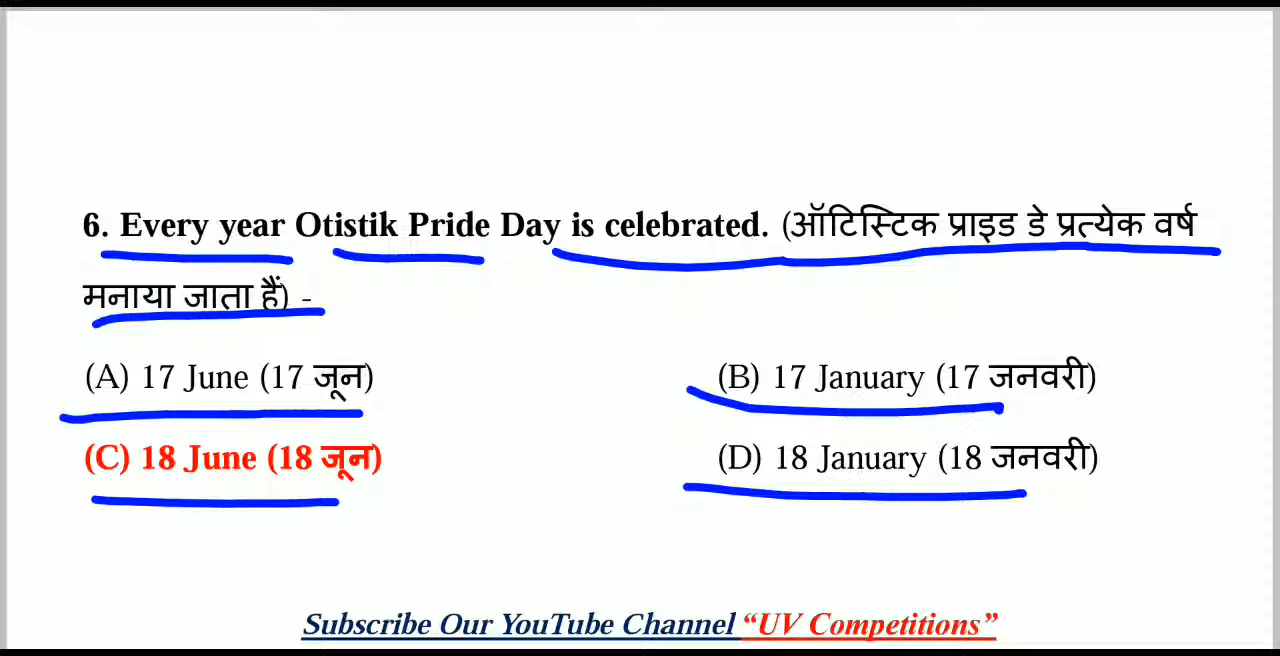 6. Every year Otistik Pride Day is celebrated. (ऑटिस्टिक प्राइड डे प्रत्येक वर्ष
मनाया जाता हैं) -
(A) 17 June (17 जून) (B) 17 January (17 जनवरी)
(C) 18 June (18 जून) (D) 18 January (18 जनवरी)
Subscribe Our YouTube Channel “UV Competitions”